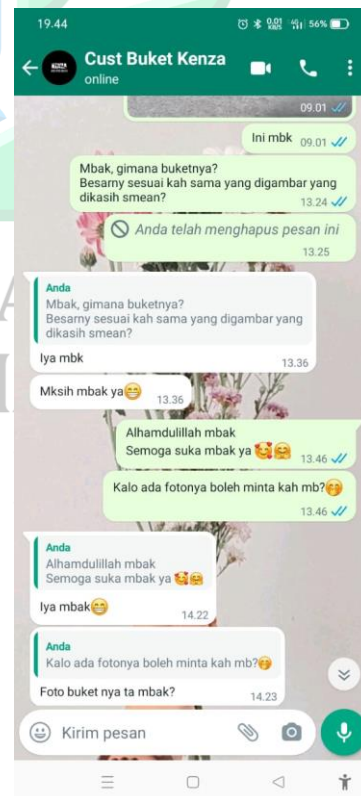 19.44
0,01 KB/S 4G 56%
Cust Buket Kenza
online
09.01
Ini mbk 09.01
Mbak, gimana buketnya?
Besarny sesuai kah sama yang digambar yang
dikasih smean? 13.24
Anda telah menghapus pesan ini
13.25
Anda
Mbak, gimana buketnya?
Besarny sesuai kah sama yang digambar yang
dikasih smean?
Iya mbk 13.36
Mksih mbak ya😁 13.36
Alhamdulillah mbak
Semoga suka mbak ya 🥰🤗 13.46
Kalo ada fotonya boleh minta kah mb?🤭
13.46
Anda
Alhamdulillah mbak
Semoga suka mbak ya 🥰🤗
Iya mbak😁 14.22
Anda
Kalo ada fotonya boleh minta kah mb?🤭
Foto buket nya ta mbak? 14.23
Kirim pesan